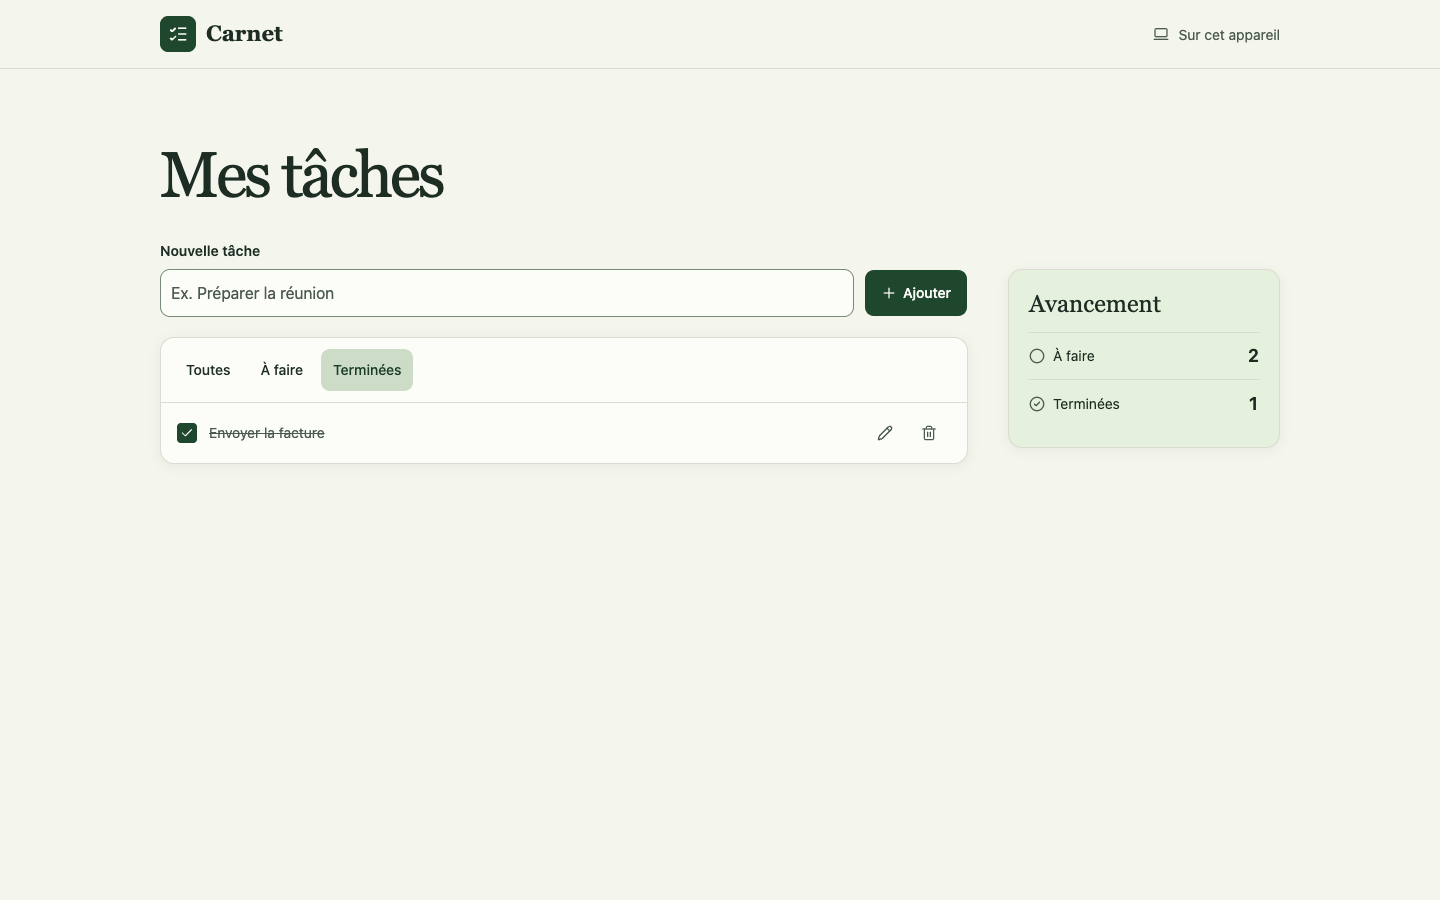 Carnet
Sur cet appareil
Mes tâches
Nouvelle tâche
Ex. Préparer la réunion
Ajouter
Toutes
À faire
Terminées
Envoyer la facture
Avancement
À faire 2
Terminées 1